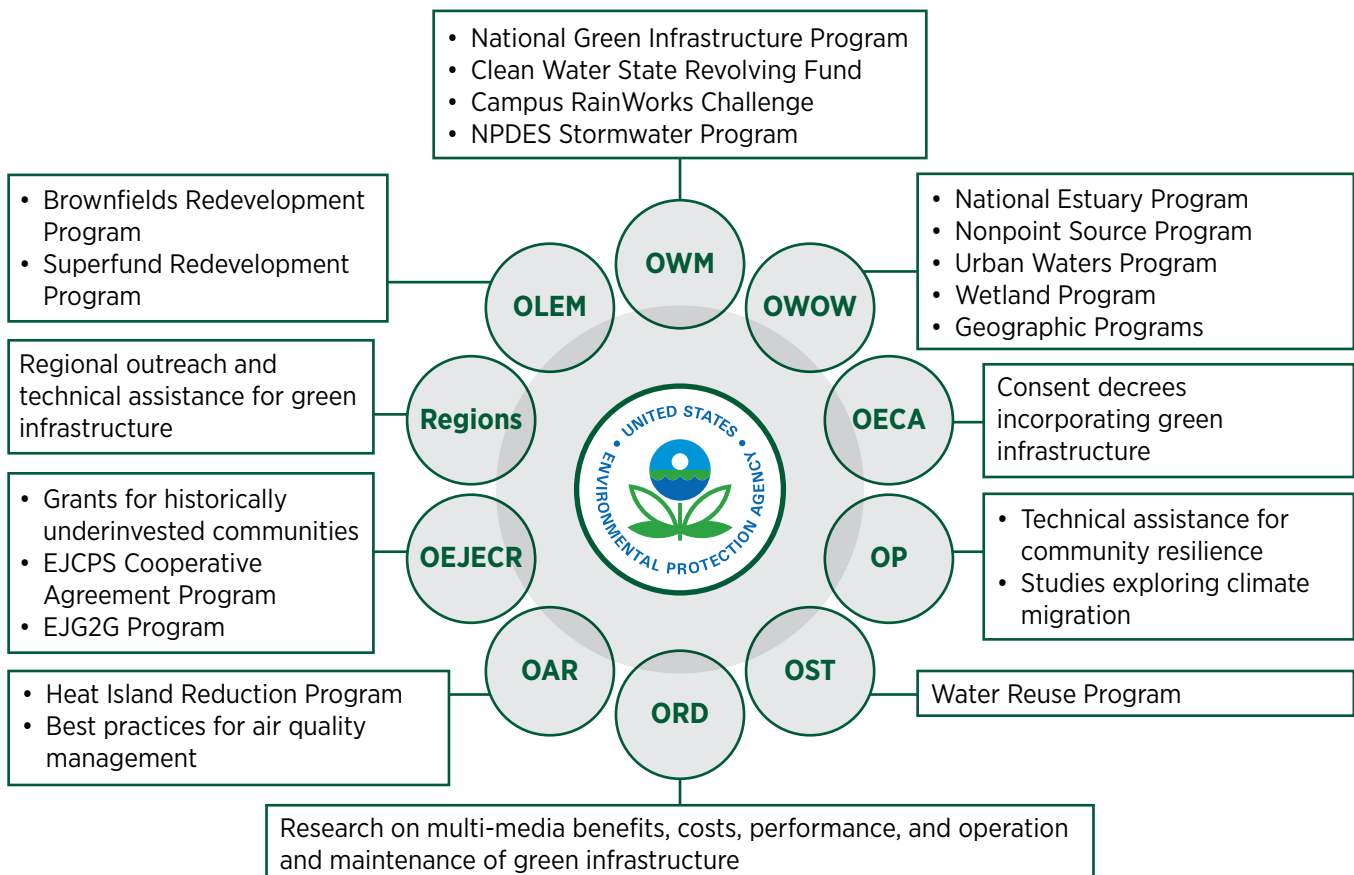 • National Green Infrastructure Program
• Clean Water State Revolving Fund
• Campus RainWorks Challenge
• NPDES Stormwater Program
• Brownfields Redevelopment
Program
• Superfund Redevelopment
Program
• National Estuary Program
• Nonpoint Source Program
• Urban Waters Program
• Wetland Program
• Geographic Programs
OWM
OLEM
OWOW
Regional outreach and
technical assistance for green
infrastructure
Regions
OECA
Consent decrees
incorporating green
infrastructure
• UNITED STATES •
ENVIRONMENTAL PROTECTION AGENCY
• Grants for historically
underinvested communities
• EJCPS Cooperative
Agreement Program
• EJG2G Program
OEJECR
OP
• Technical assistance for
community resilience
• Studies exploring climate
migration
OAR
ORD
OST
• Heat Island Reduction Program
• Best practices for air quality
management
Water Reuse Program
Research on multi-media benefits, costs, performance, and operation
and maintenance of green infrastructure